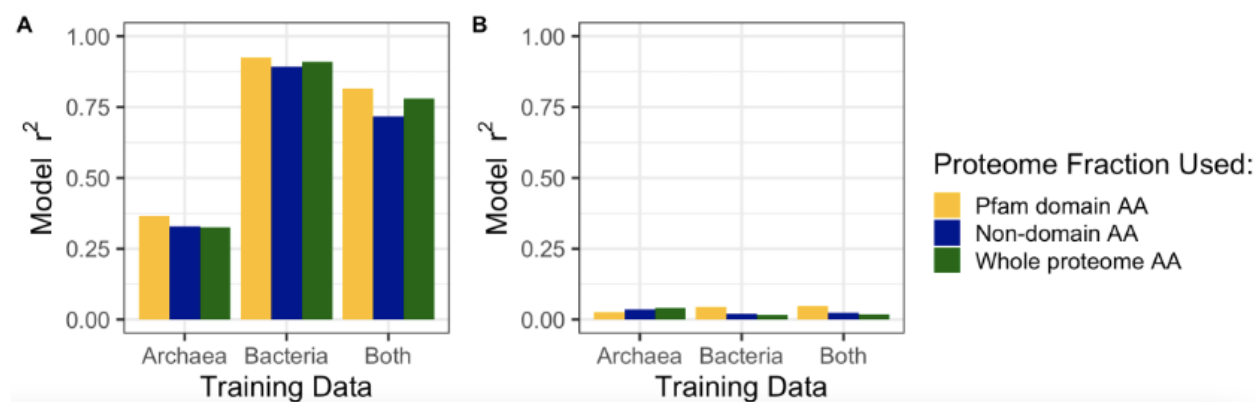 A
1.00
0.75
0.50
0.25
0.00
Model r²
Archaea Bacteria Both
Training Data
B
1.00
0.75
0.50
0.25
0.00
Model r²
Archaea Bacteria Both
Training Data
Proteome Fraction Used:
Pfam domain AA
Non-domain AA
Whole proteome AA